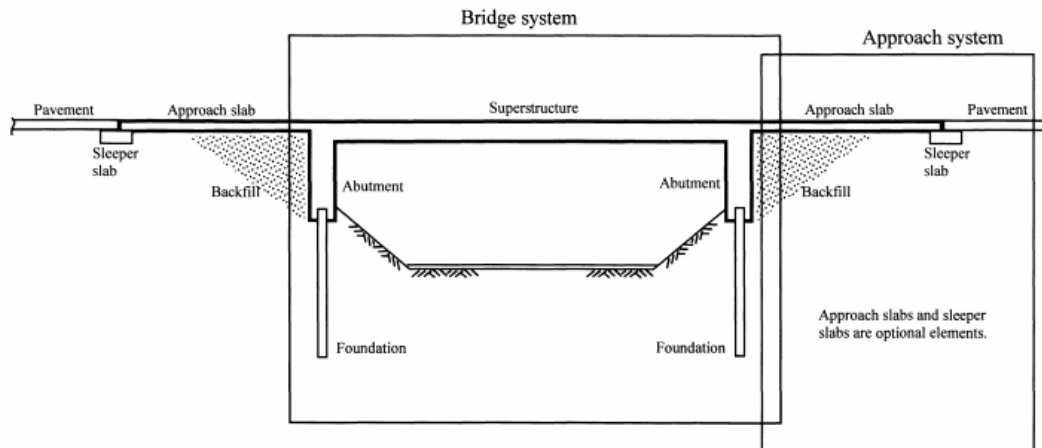 Bridge system
Approach system
Pavement
Approach slab
Superstructure
Approach slab
Pavement
Sleeper
slab
Backfill
Abutment
Abutment
Backfill
Sleeper
slab
Approach slabs and sleeper
slabs are optional elements.
Foundation
Foundation